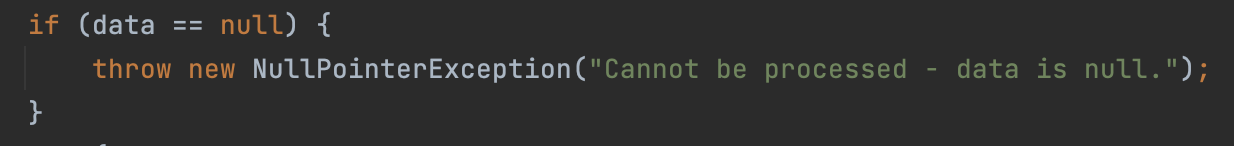 if (data == null) {
throw new NullPointerException("Cannot be processed - data is null.");
}